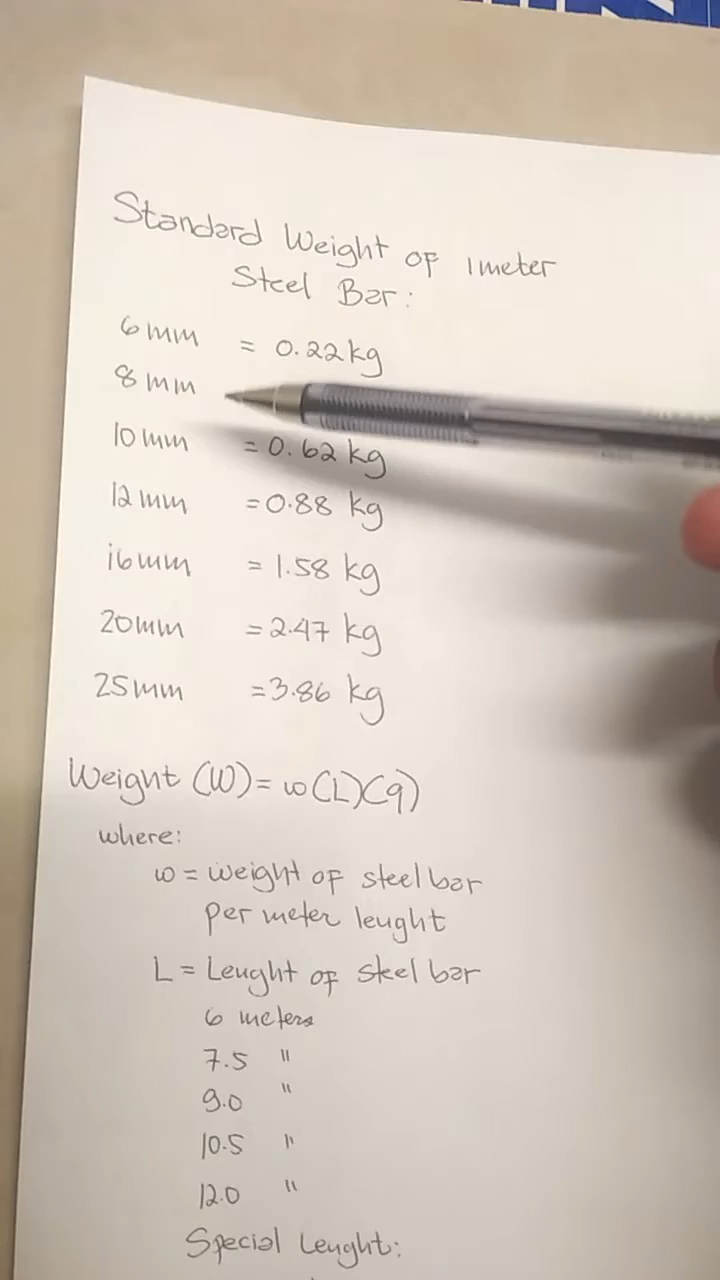 Standard Weight of 1 meter
Steel Bar:
6mm = 0.22kg
8mm
10mm = 0.62 kg
12mm = 0.88 kg
16mm = 1.58 kg
20mm = 2.47 kg
25mm = 3.86 kg
Weight (W) = w(L)(q)
where:
w = weight of steel bar
per meter leught
L = Leught of steel bar
6 meters
7.5 "
9.0 "
10.5 "
12.0 "
Special Leught: